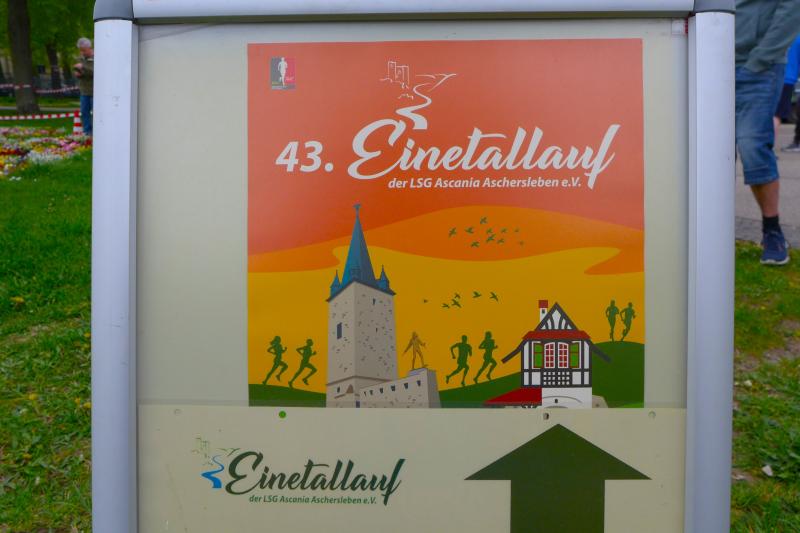 43. Einetallauf
der LSG Ascania Aschersleben e.V.
Einetallauf
der LSG Ascania Aschersleben e.V.